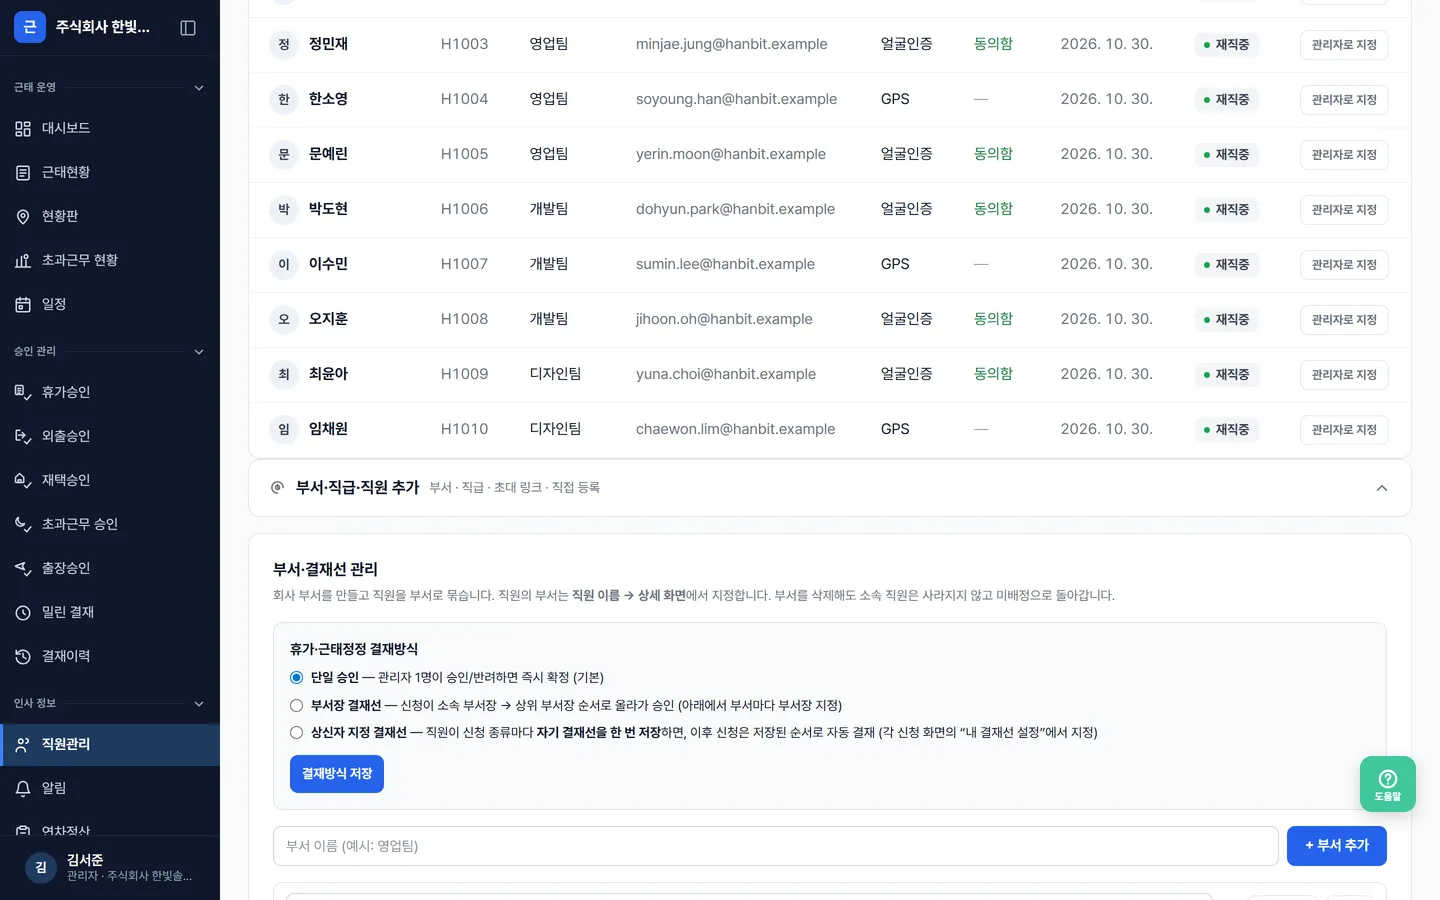 근 주식회사 한빛...
근태 운영
대시보드
근태현황
현황판
초과근무 현황
일정
승인 관리
휴가승인
외출승인
재택승인
초과근무 승인
출장승인
밀린 결재
결재이력
인사 정보
직원관리
알림
연차정산
김 김서준
관리자 · 주식회사 한빛솔...
정 정민재 H1003 영업팀 minjae.jung@hanbit.example 얼굴인증 동의함 2026. 10. 30. 재직중 관리자로 지정
한 한소영 H1004 영업팀 soyoung.han@hanbit.example GPS — 2026. 10. 30. 재직중 관리자로 지정
문 문예린 H1005 영업팀 yerin.moon@hanbit.example 얼굴인증 동의함 2026. 10. 30. 재직중 관리자로 지정
박 박도현 H1006 개발팀 dohyun.park@hanbit.example 얼굴인증 동의함 2026. 10. 30. 재직중 관리자로 지정
이 이수민 H1007 개발팀 sumin.lee@hanbit.example GPS — 2026. 10. 30. 재직중 관리자로 지정
오 오지훈 H1008 개발팀 jihoon.oh@hanbit.example 얼굴인증 동의함 2026. 10. 30. 재직중 관리자로 지정
최 최윤아 H1009 디자인팀 yuna.choi@hanbit.example 얼굴인증 동의함 2026. 10. 30. 재직중 관리자로 지정
임 임채원 H1010 디자인팀 chaewon.lim@hanbit.example GPS — 2026. 10. 30. 재직중 관리자로 지정
부서·직급·직원 추가 부서 · 직급 · 초대 링크 · 직접 등록
부서·결재선 관리
회사 부서를 만들고 직원을 부서로 묶습니다. 직원의 부서는 직원 이름 → 상세 화면에서 지정합니다. 부서를 삭제해도 소속 직원은 사라지지 않고 미배정으로 돌아갑니다.
휴가·근태정정 결재방식
단일 승인 — 관리자 1명이 승인/반려하면 즉시 확정 (기본)
부서장 결재선 — 신청이 소속 부서장 → 상위 부서장 순서로 올라가 승인 (아래에서 부서마다 부서장 지정)
상신자 지정 결재선 — 직원이 신청 종류마다 자기 결재선을 한 번 저장하면, 이후 신청은 저장된 순서로 자동 결재 (각 신청 화면의 “내 결재선 설정”에서 지정)
결재방식 저장
도움말
부서 이름 (예시: 영업팀) + 부서 추가